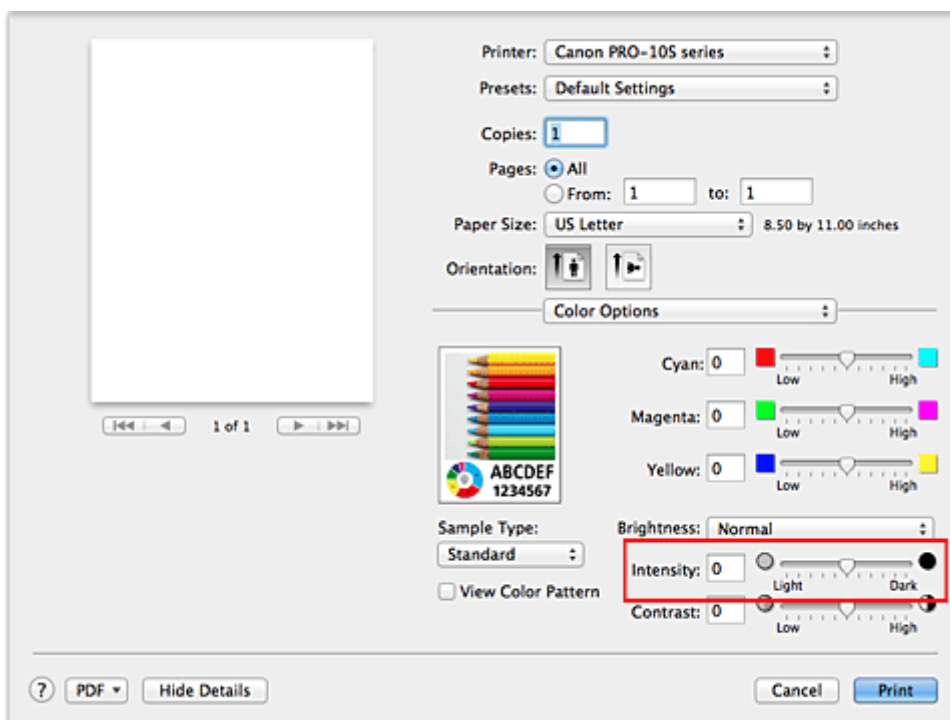 Printer: Canon PRO-10S series
Presets: Default Settings
Copies: 1
Pages: All
From: 1 to: 1
Paper Size: US Letter 8.50 by 11.00 inches
Orientation:
Color Options
1 of 1
Cyan: 0
Low High
Magenta: 0
Low High
Yellow: 0
Low High
ABCDEF
1234567
Sample Type:
Standard
View Color Pattern
Brightness: Normal
Intensity: 0
Light Dark
Contrast: 0
Low High
? PDF Hide Details Cancel Print